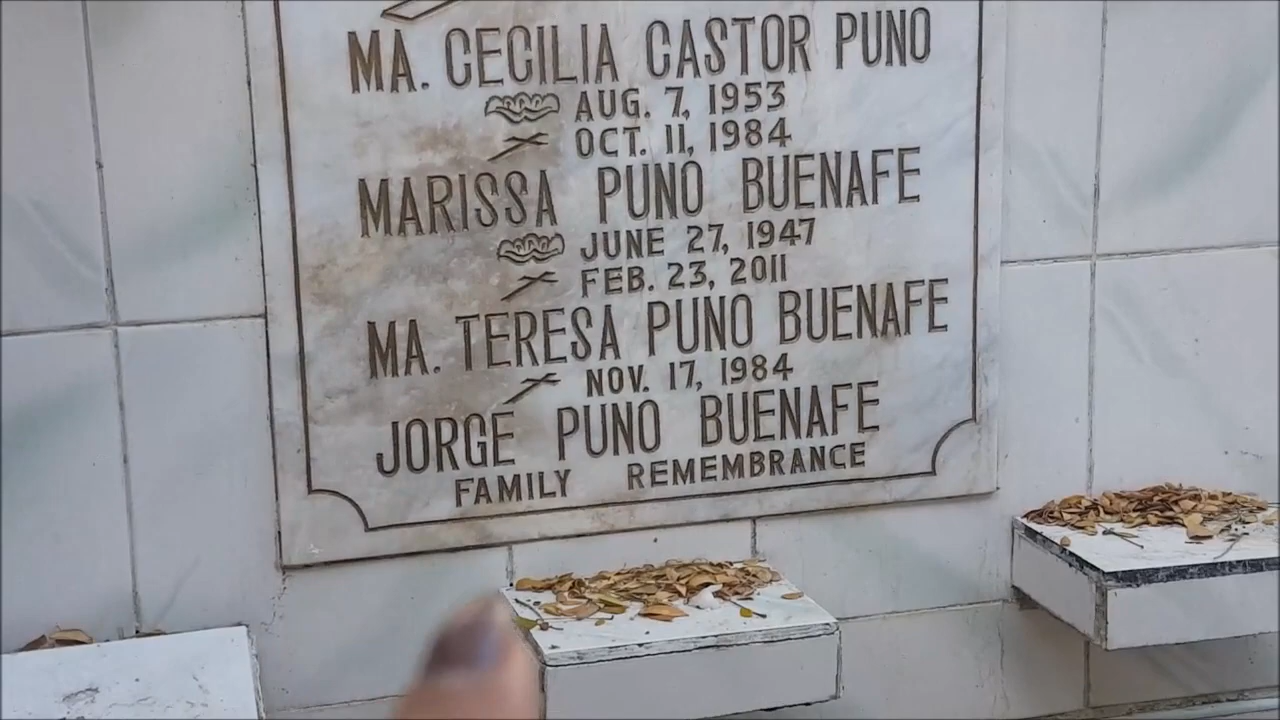 MA. CECILIA CASTOR PUNO
AUG. 7, 1953
OCT. 11, 1984
MARISSA PUNO BUENAFE
JUNE 27, 1947
FEB. 23, 2011
MA. TERESA PUNO BUENAFE
NOV. 17, 1984
JORGE PUNO BUENAFE
FAMILY REMEMBRANCE